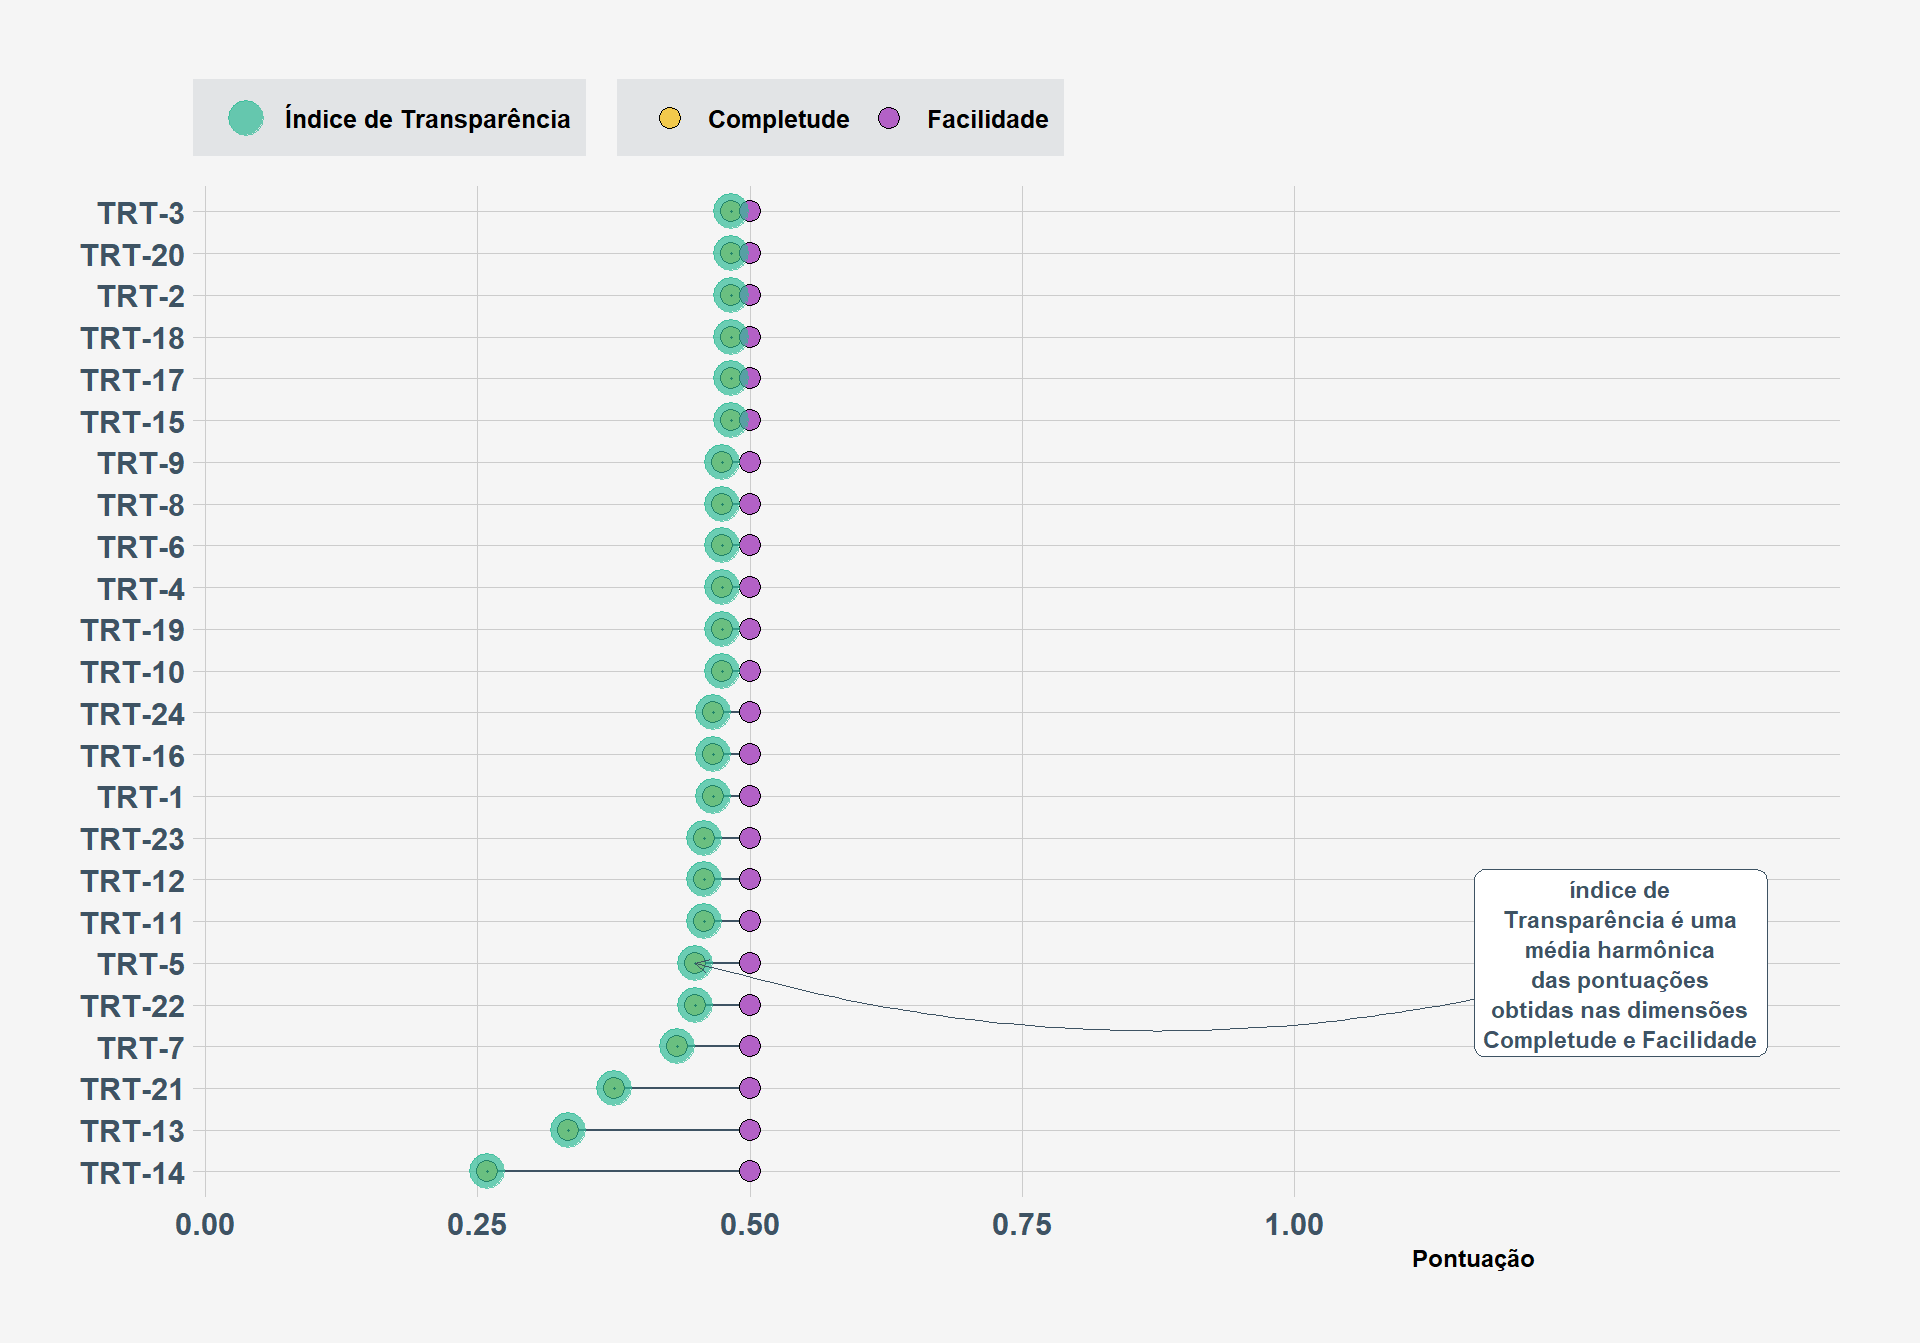 Índice de Transparência
Completude
Facilidade
TRT-3
TRT-20
TRT-2
TRT-18
TRT-17
TRT-15
TRT-9
TRT-8
TRT-6
TRT-4
TRT-19
TRT-10
TRT-24
TRT-16
TRT-1
TRT-23
TRT-12
TRT-11
TRT-5
TRT-22
TRT-7
TRT-21
TRT-13
TRT-14
índice de
Transparência é uma
média harmônica
das pontuações
obtidas nas dimensões
Completude e Facilidade
0.00
0.25
0.50
0.75
1.00
Pontuação